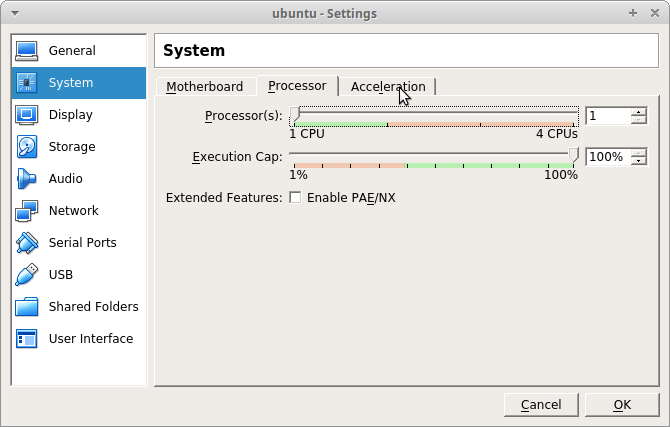 ubuntu - Settings
General
System
Display
Storage
Audio
Network
Serial Ports
USB
Shared Folders
User Interface
System
Motherboard Processor Acceleration
Processor(s): 1
1 CPU 4 CPUs
Execution Cap: 100%
1% 100%
Extended Features: Enable PAE/NX
Cancel OK